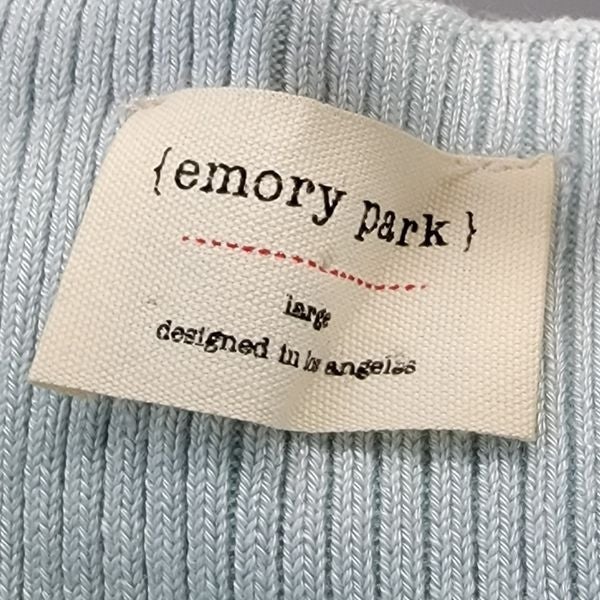 {emory park}
large
designed in los angeles